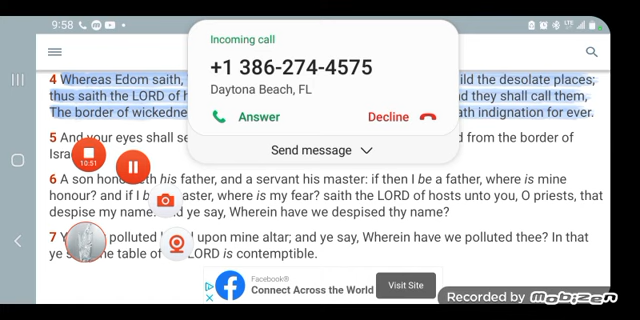 9:58
LTE
Incoming call
+1 386-274-4575
Daytona Beach, FL
Answer
Decline
Send message
4 Whereas Edom saith, ild the desolate places;
thus saith the LORD of h d they shall call them,
The border of wickedne ath indignation for ever.
5 And your eyes shall se d from the border of
Israe
6 A son hono his father, and a servant his master: if then I be a father, where is mine
honour? and if I b aster, where is my fear? saith the LORD of hosts unto you, O priests, that
despise my name. nd ye say, Wherein have we despised thy name?
7 Y polluted b d upon mine altar; and ye say, Wherein have we polluted thee? In that
ye s he table of LORD is contemptible.
10:51
Facebook®
Connect Across the World
Visit Site
Recorded by
mobizen